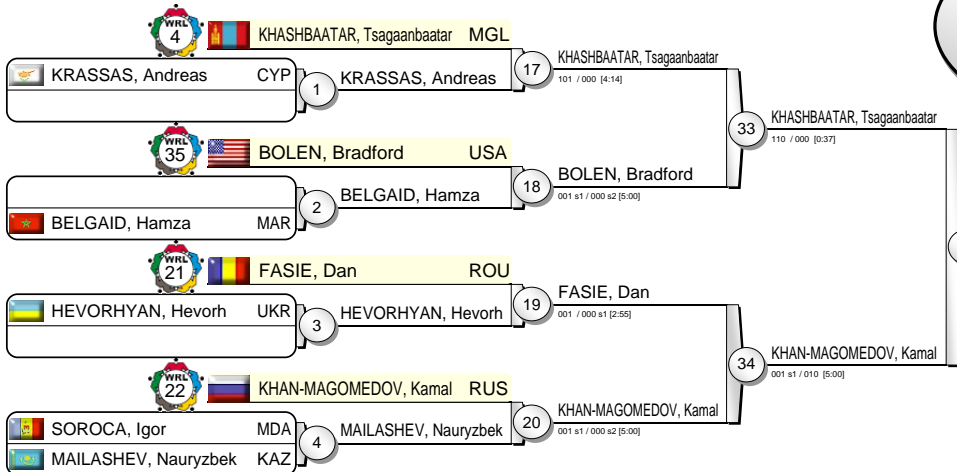 WRL 4 KHASHBAATAR, Tsagaanbaatar MGL
KRASSAS, Andreas CYP
1 KRASSAS, Andreas
17 KHASHBAATAR, Tsagaanbaatar
101 / 000 [4:14]
33 KHASHBAATAR, Tsagaanbaatar
110 / 000 [0:37]
WRL 35 BOLEN, Bradford USA
BELGAID, Hamza MAR
2 BELGAID, Hamza
18 BOLEN, Bradford
001 s1 / 000 s2 [5:00]
WRL 21 FASIE, Dan ROU
HEVORHYAN, Hevorh UKR
3 HEVORHYAN, Hevorh
19 FASIE, Dan
001 / 000 s1 [2:55]
34 KHAN-MAGOMEDOV, Kamal
001 s1 / 010 [5:00]
WRL 22 KHAN-MAGOMEDOV, Kamal RUS
SOROCA, Igor MDA
MAILASHEV, Nauryzbek KAZ
4 MAILASHEV, Nauryzbek
20 KHAN-MAGOMEDOV, Kamal
001 s1 / 000 s2 [5:00]